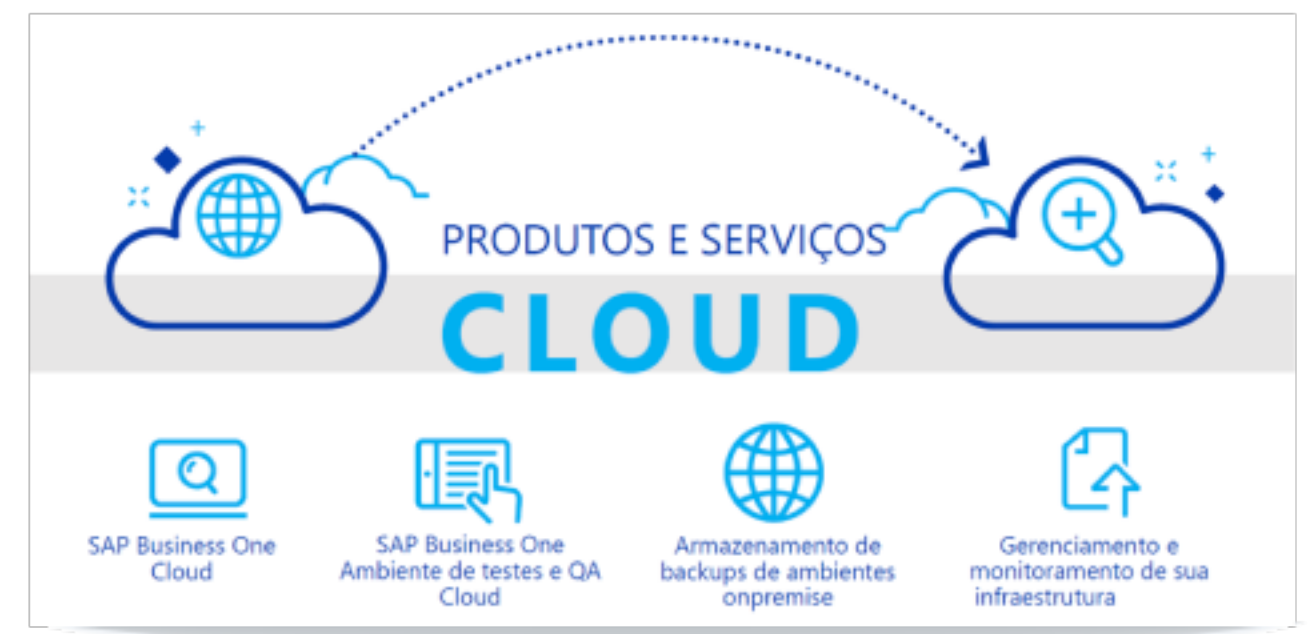 PRODUTOS E SERVIÇOS
CLOUD
SAP Business One
Cloud
SAP Business One
Ambiente de testes e QA
Cloud
Armazenamento de
backups de ambientes
onpremise
Gerenciamento e
monitoramento de sua
infraestrutura